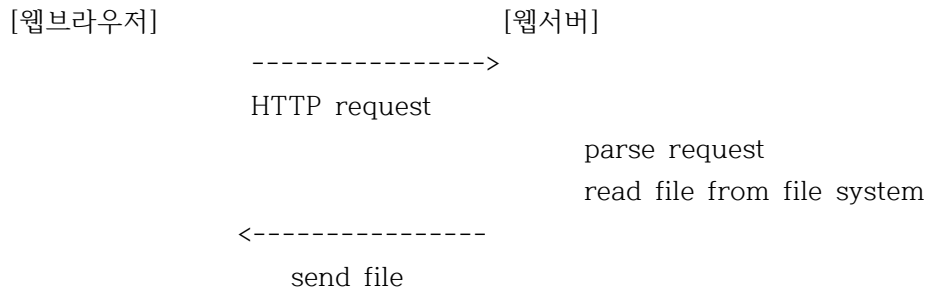 [웹브라우저] [웹서버]
---------------->
HTTP request
parse request
read file from file system
<----------------
send file